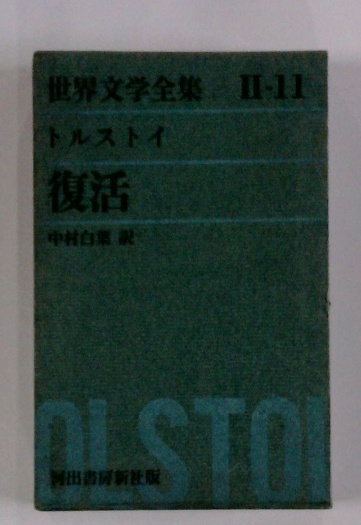 世界文学全集 II-11
トルストイ
復活
中村白葉 訳
OLSTOI
河出書房新社版